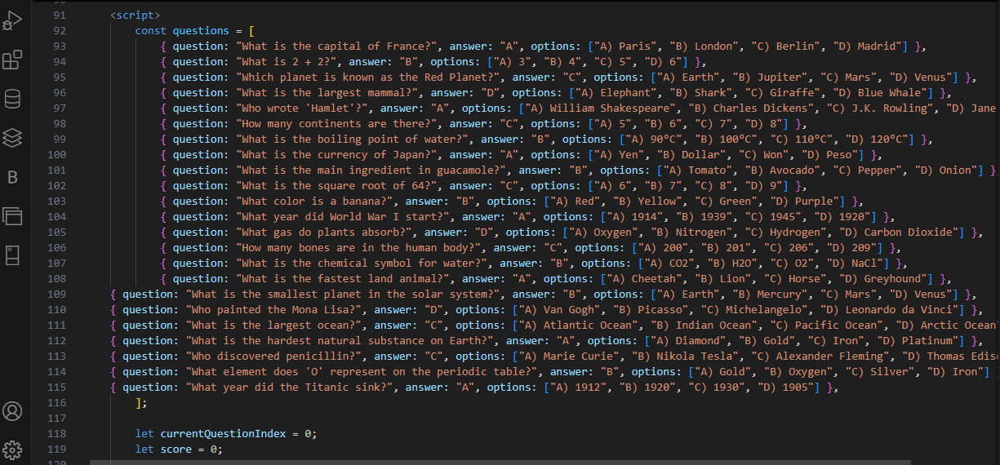 91 <script>
92 const questions = [
93 { question: "What is the capital of France?", answer: "A", options: ["A) Paris", "B) London", "C) Berlin", "D) Madrid"] },
94 { question: "What is 2 + 2?", answer: "B", options: ["A) 3", "B) 4", "C) 5", "D) 6"] },
95 { question: "Which planet is known as the Red Planet?", answer: "C", options: ["A) Earth", "B) Jupiter", "C) Mars", "D) Venus"] },
96 { question: "What is the largest mammal?", answer: "D", options: ["A) Elephant", "B) Shark", "C) Giraffe", "D) Blue Whale"] },
97 { question: "Who wrote 'Hamlet'?", answer: "A", options: ["A) William Shakespeare", "B) Charles Dickens", "C) J.K. Rowling", "D) Jane
98 { question: "How many continents are there?", answer: "C", options: ["A) 5", "B) 6", "C) 7", "D) 8"] },
99 { question: "What is the boiling point of water?", answer: "B", options: ["A) 90°C", "B) 100°C", "C) 110°C", "D) 120°C"] },
100 { question: "What is the currency of Japan?", answer: "A", options: ["A) Yen", "B) Dollar", "C) Won", "D) Peso"] },
101 { question: "What is the main ingredient in guacamole?", answer: "B", options: ["A) Tomato", "B) Avocado", "C) Pepper", "D) Onion"] }
102 { question: "What is the square root of 64?", answer: "C", options: ["A) 6", "B) 7", "C) 8", "D) 9"] },
103 { question: "What color is a banana?", answer: "B", options: ["A) Red", "B) Yellow", "C) Green", "D) Purple"] },
104 { question: "What year did World War I start?", answer: "A", options: ["A) 1914", "B) 1939", "C) 1945", "D) 1920"] },
105 { question: "What gas do plants absorb?", answer: "D", options: ["A) Oxygen", "B) Nitrogen", "C) Hydrogen", "D) Carbon Dioxide"] },
106 { question: "How many bones are in the human body?", answer: "C", options: ["A) 200", "B) 201", "C) 206", "D) 209"] },
107 { question: "What is the chemical symbol for water?", answer: "B", options: ["A) CO2", "B) H2O", "C) O2", "D) NaCl"] },
108 { question: "What is the fastest land animal?", answer: "A", options: ["A) Cheetah", "B) Lion", "C) Horse", "D) Greyhound"] },
109 { question: "What is the smallest planet in the solar system?", answer: "B", options: ["A) Earth", "B) Mercury", "C) Mars", "D) Venus"] },
110 { question: "Who painted the Mona Lisa?", answer: "D", options: ["A) Van Gogh", "B) Picasso", "C) Michelangelo", "D) Leonardo da Vinci"] },
111 { question: "What is the largest ocean?", answer: "C", options: ["A) Atlantic Ocean", "B) Indian Ocean", "C) Pacific Ocean", "D) Arctic Ocean"
112 { question: "What is the hardest natural substance on Earth?", answer: "A", options: ["A) Diamond", "B) Gold", "C) Iron", "D) Platinum"] },
113 { question: "Who discovered penicillin?", answer: "C", options: ["A) Marie Curie", "B) Nikola Tesla", "C) Alexander Fleming", "D) Thomas Edis
114 { question: "What element does 'O' represent on the periodic table?", answer: "B", options: ["A) Gold", "B) Oxygen", "C) Silver", "D) Iron"]
115 { question: "What year did the Titanic sink?", answer: "A", options: ["A) 1912", "B) 1920", "C) 1930", "D) 1905"] },
116 ];
117
118 let currentQuestionIndex = 0;
119 let score = 0;